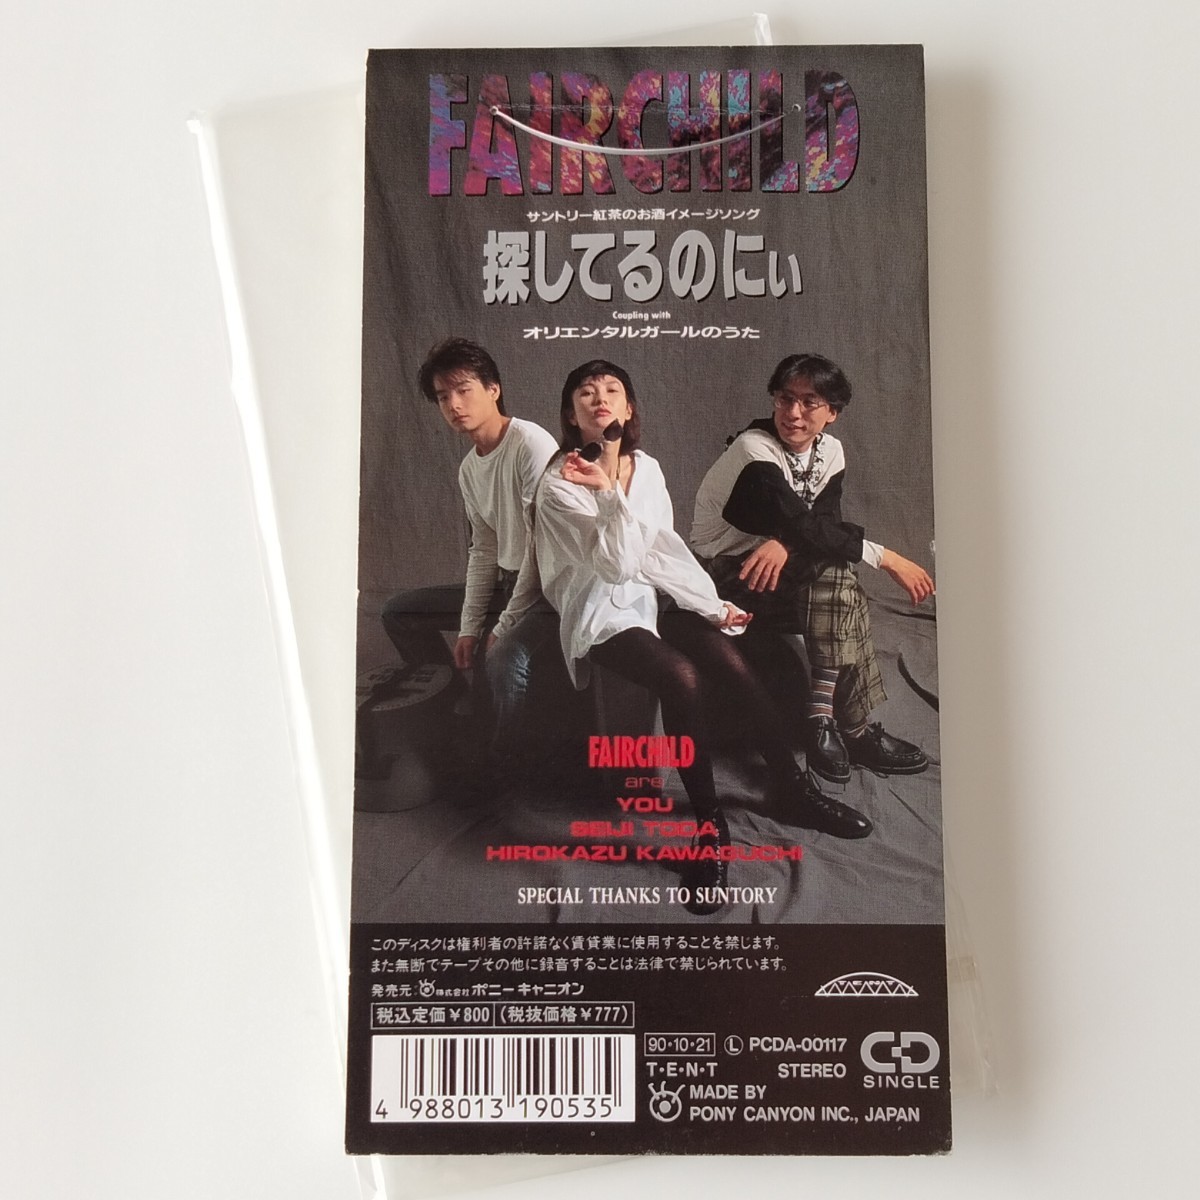 FAIRCHILD
サントリー紅茶のお酒イメージソング
探してるのにぃ
Coupling with
オリエンタルガールのうた
FAIRCHILD
are
YOU
SEIJI TODA
HIROKAZU KAWAGUCHI
SPECIAL THANKS TO SUNTORY
このディスクは権利者の許諾なく賃貸業に使用することを禁じます。
また無断でテープその他に録音することは法律で禁じられています。
発売元: 株式会社 ポニーキャニオン
税込定価¥800 (税抜価格¥777)
90・10・21 Ⓛ PCDA-00117
T・E・N・T STEREO
CD SINGLE
MADE BY
PONY CANYON INC., JAPAN
4 988013 190535